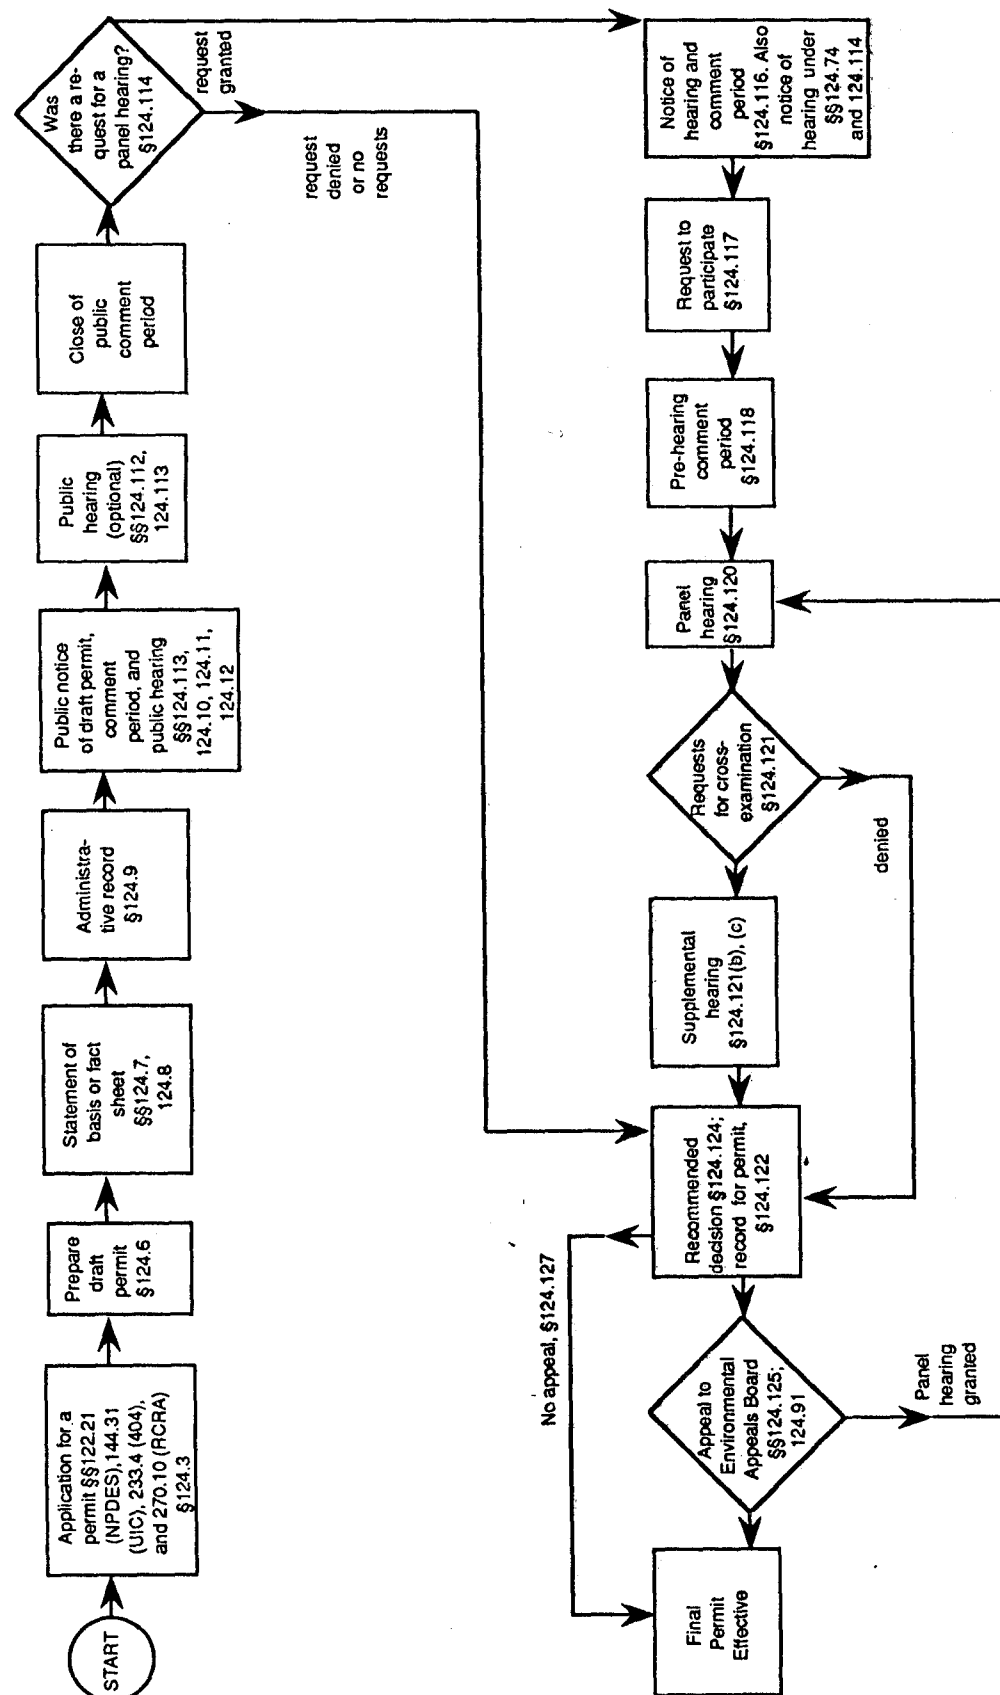 START
Application for a
permit §§122.21
(NPDES),144.31
(UIC), 233.4 (404),
and 270.10 (RCRA)
§124.3
Prepare
draft
permit
§124.6
Statement of
basis or fact
sheet
§§124.7,
124.8
Administra-
tive record
§124.9
Public notice
of draft permit,
comment
period, and
public hearing
§§124.113,
124.10, 124.11,
124.12
Public
hearing
(optional)
§§124.112,
124.113
Close of
public
comment
period
Was
there a re-
quest for a
panel hearing?
§124.114
request
granted
request
denied
or no
requests
Notice of
hearing and
comment
period
§124.116. Also
notice of
hearing under
§§124.74
and 124.114
Request to
participate
§124.117
Pre-hearing
comment
period
§124.118
Panel
hearing
§124.120
Requests
for cross-
examination
§124.121
denied
Supplemental
hearing
§124.121(b), (c)
Recommended
decision §124.124;
record for permit,
§124.122
No appeal, §124.127
Appeal to
Environmental
Appeals Board
§§124.125;
124.91
Panel
hearing
granted
Final
Permit
Effective